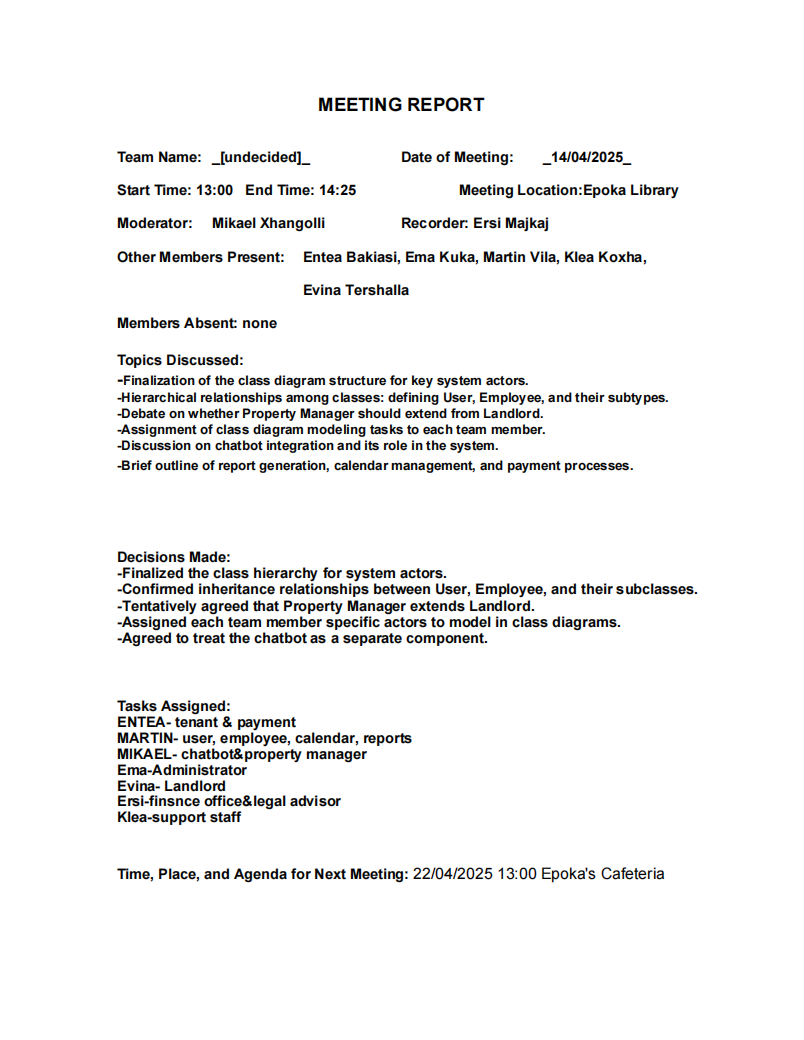 MEETING REPORT
Team Name: _[undecided]_ Date of Meeting: _14/04/2025_
Start Time: 13:00 End Time: 14:25 Meeting Location:Epoka Library
Moderator: Mikael Xhangolli Recorder: Ersi Majkaj
Other Members Present: Entea Bakiasi, Ema Kuka, Martin Vila, Klea Koxha,
Evina Tershalla
Members Absent: none
Topics Discussed:
-Finalization of the class diagram structure for key system actors.
-Hierarchical relationships among classes: defining User, Employee, and their subtypes.
-Debate on whether Property Manager should extend from Landlord.
-Assignment of class diagram modeling tasks to each team member.
-Discussion on chatbot integration and its role in the system.
-Brief outline of report generation, calendar management, and payment processes.
Decisions Made:
-Finalized the class hierarchy for system actors.
-Confirmed inheritance relationships between User, Employee, and their subclasses.
-Tentatively agreed that Property Manager extends Landlord.
-Assigned each team member specific actors to model in class diagrams.
-Agreed to treat the chatbot as a separate component.
Tasks Assigned:
ENTEA- tenant & payment
MARTIN- user, employee, calendar, reports
MIKAEL- chatbot&property manager
Ema-Administrator
Evina- Landlord
Ersi-finsnce office&legal advisor
Klea-support staff
Time, Place, and Agenda for Next Meeting: 22/04/2025 13:00 Epoka's Cafeteria